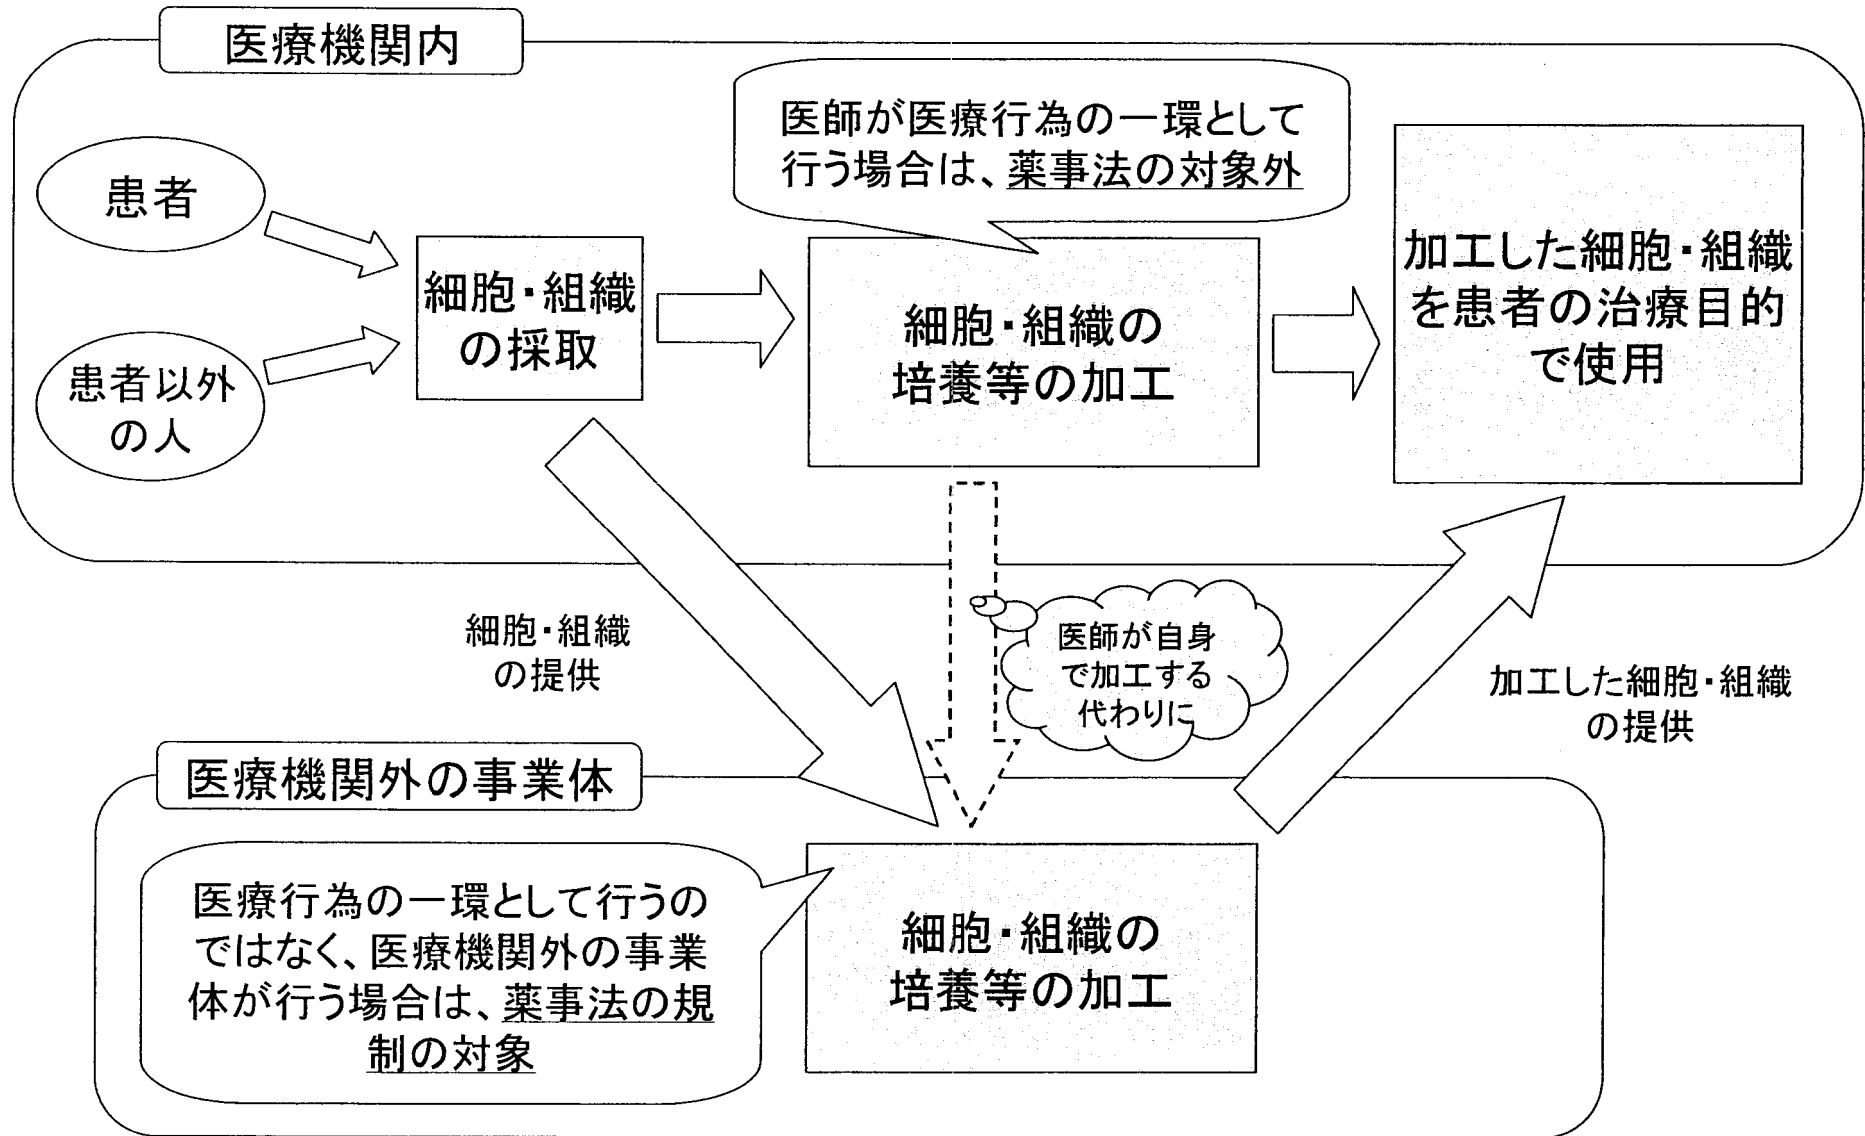 医療機関内
医師が医療行為の一環として
行う場合は、薬事法の対象外
患者
患者以外
の人
細胞・組織
の採取
細胞・組織の
培養等の加工
加工した細胞・組織
を患者の治療目的
で使用
細胞・組織
の提供
医師が自身
で加工する
代わりに
加工した細胞・組織
の提供
医療機関外の事業体
医療行為の一環として行うの
ではなく、医療機関外の事業
体が行う場合は、薬事法の規
制の対象
細胞・組織の
培養等の加工